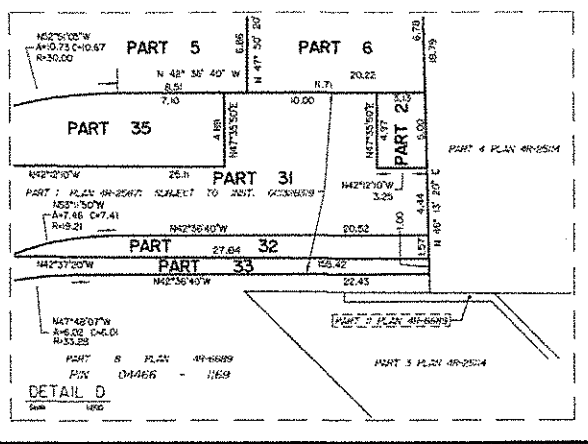 N52°51'05"W
A=10.73 C=10.67
R=30.00
PART 5
6.86
N 47° 50' 20"
PART 6
6.78
18.79
N 42° 36' 40" W
20.22
8.51
11.71
7.10
10.00
PART 35
4.89
N47°35'50"E
N47°35'50"E
4.97
PART 2
5.00
PART 4 PLAN 4R-25114
N42°12'10"W
25.11
PART 31
N42°12'10"W
3.25
PART 1 PLAN 4R-25671 SUBJECT TO INST.
N 46° 13' 20" E
4.44
N53°11'50"W
A=7.46 C=7.41
R=19.21
N42°36'40"W
20.52
1.00
PART 32
27.84
1.57
N42°37'20"W
PART 33
N42°36'40"W
22.43
N47°48'07"W
A=6.02 C=6.01
R=33.28
PART 11 PLAN 4R-6689
PART 8 PLAN 4R-6689
PIN 04466 - 1169
PART 3 PLAN 4R-25114
DETAIL D